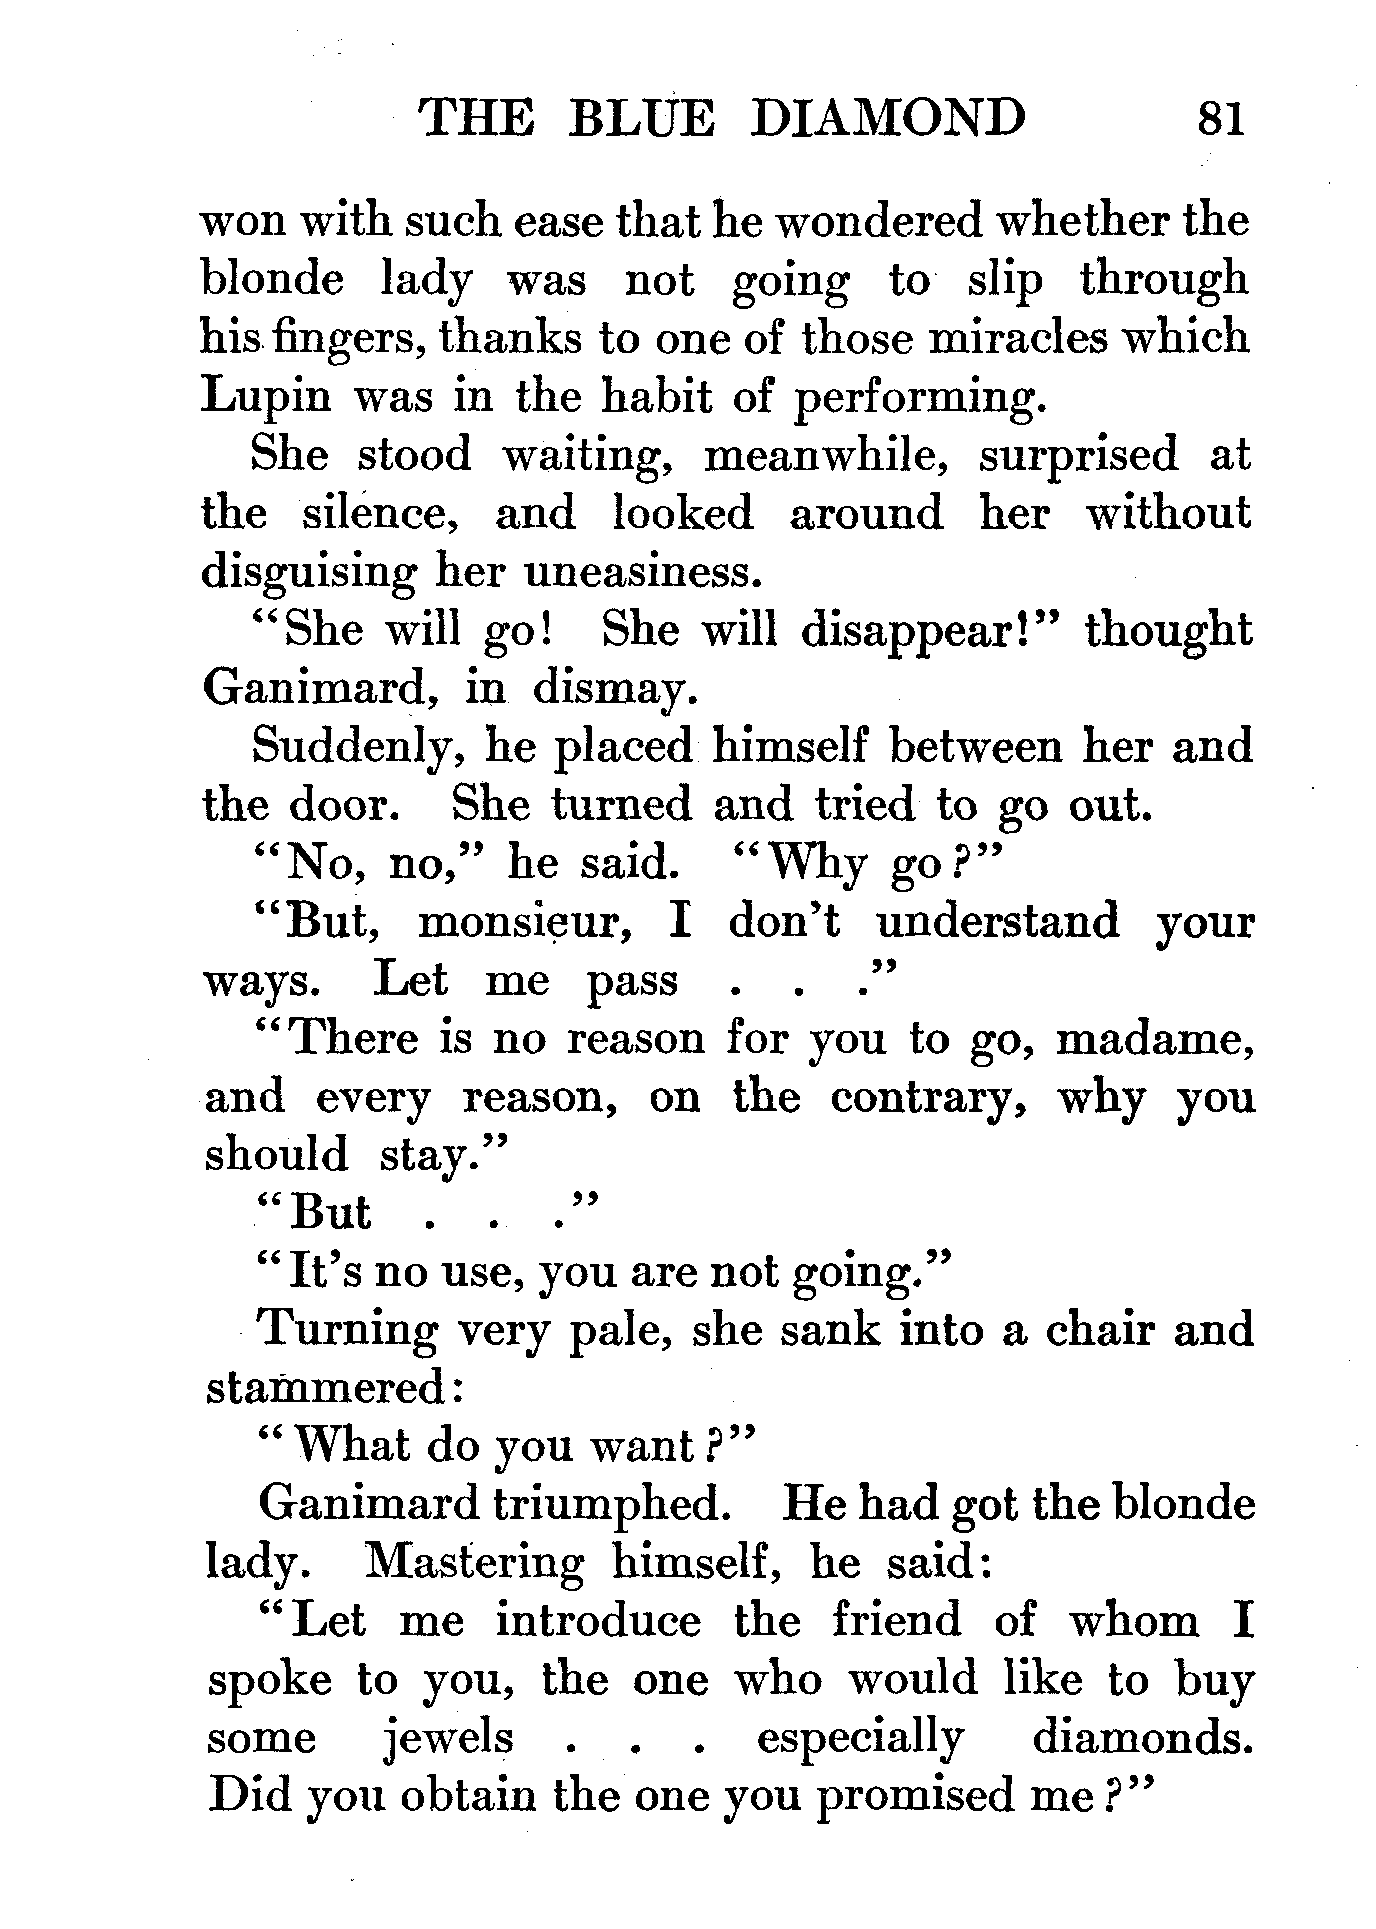 THE BLUE DIAMOND 81
won with such ease that he wondered whether the
blonde lady was not going to slip through
his fingers, thanks to one of those miracles which
Lupin was in the habit of performing.
She stood waiting, meanwhile, surprised at
the silence, and looked around her without
disguising her uneasiness.
"She will go! She will disappear!" thought
Ganimard, in dismay.
Suddenly, he placed himself between her and
the door. She turned and tried to go out.
"No, no," he said. "Why go?"
"But, monsieur, I don't understand your
ways. Let me pass . . ."
"There is no reason for you to go, madame,
and every reason, on the contrary, why you
should stay."
"But . . ."
"It's no use, you are not going."
Turning very pale, she sank into a chair and
stammered:
"What do you want?"
Ganimard triumphed. He had got the blonde
lady. Mastering himself, he said:
"Let me introduce the friend of whom I
spoke to you, the one who would like to buy
some jewels . . . especially diamonds.
Did you obtain the one you promised me?"